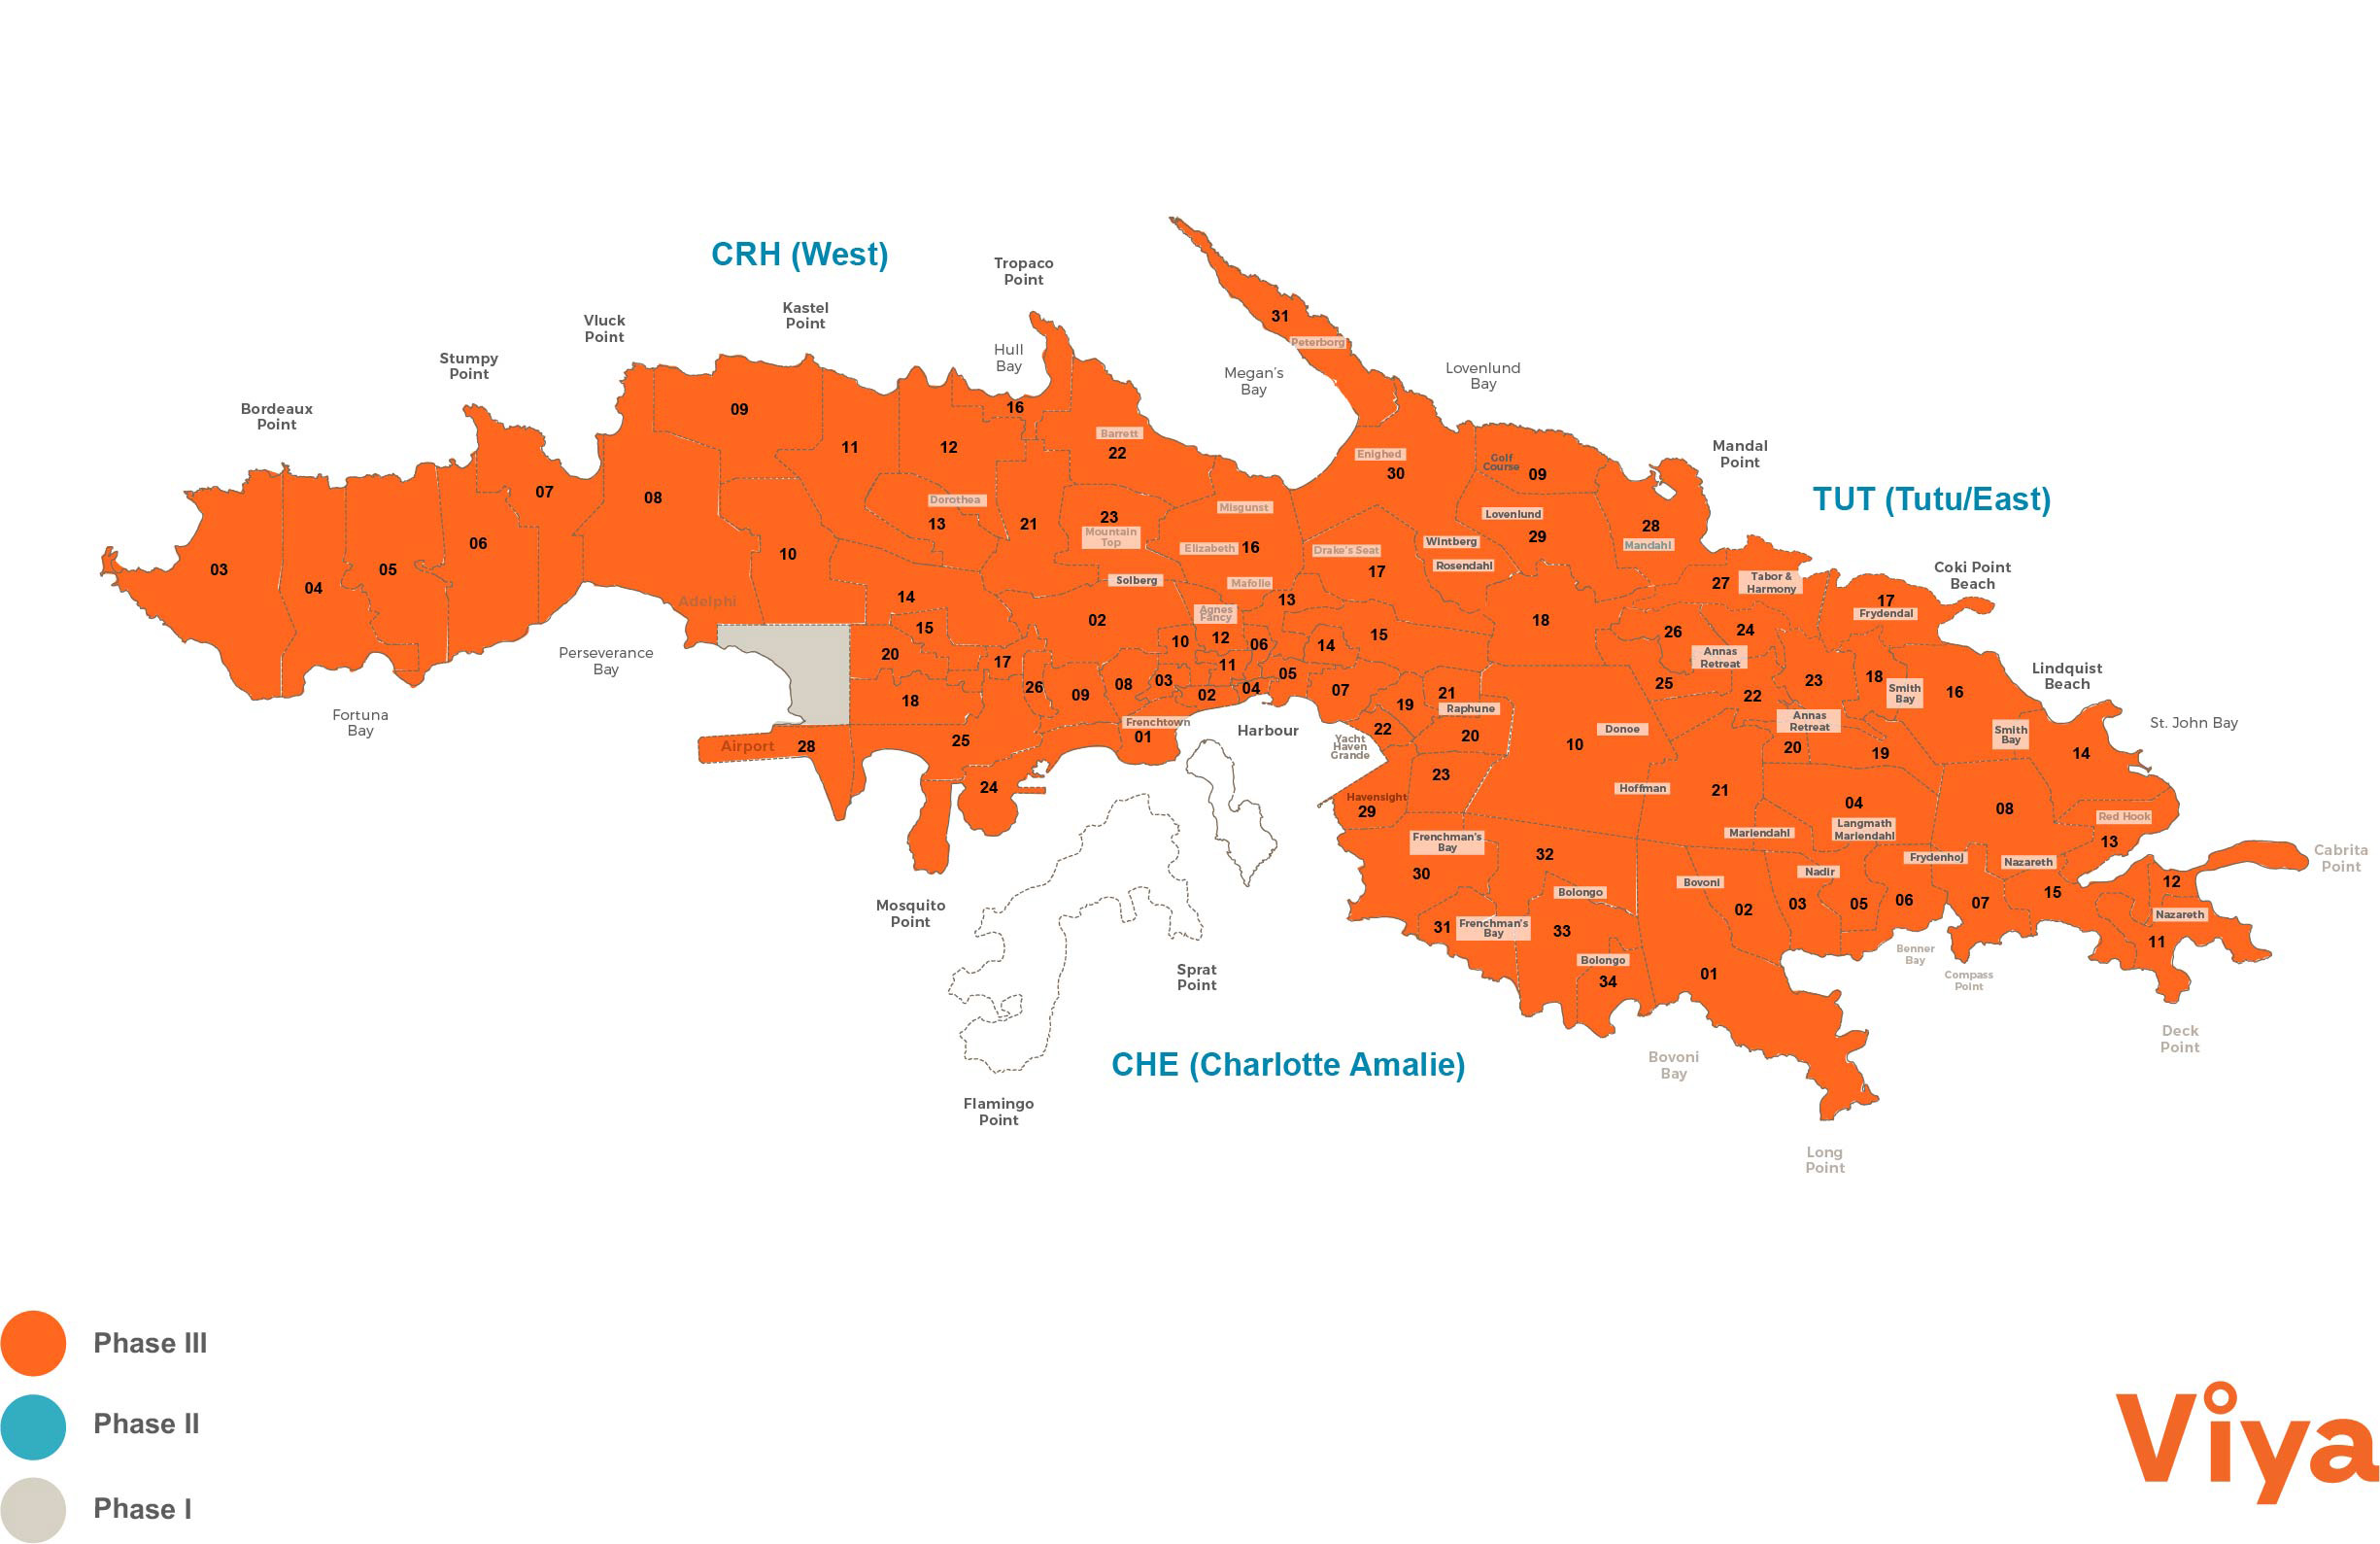 CRH (West)
Tropaco
Point
Kastel
Point
Vluck
Point
Hull
Bay
Stumpy
Point
Bordeaux
Point
31
Peterborg
Megan's
Bay
Lovenlund
Bay
Mandal
Point
TUT (Tutu/East)
09
16
11
12
Barrett
22
Enighed
30
Golf
Course
09
07
08
Dorothea
13
21
23
Mountain
Top
Misgunst
Elizabeth
16
Drake's Seat
17
Lovenlund
29
Wintberg
Rosendahl
28
Mandahl
06
10
03
04
05
Solberg
Mafolie
13
27
Tabor &
Harmony
Coki Point
Beach
17
Frydendal
Adelphi
14
15
02
Agnes
Fancy
10
12
06
14
15
18
26
24
Annas
Retreat
Perseverance
Bay
20
17
11
05
25
22
23
18
Smith
Bay
16
Lindquist
Beach
18
26
09
08
03
02
04
07
19
21
Raphune
Fortuna
Bay
Airport
28
25
Frenchtown
01
Harbour
22
Yacht
Haven
Grande
20
10
Donoe
Annas
Retreat
20
19
Smith
Bay
14
St. John Bay
24
23
Havensight
29
Hoffman
21
04
Langmath
Mariendahl
Mariendahl
08
Red Hook
13
Frenchman's
Bay
30
32
Bolongo
Bovoni
Nadir
Frydenhoj
Nazareth
Cabrita
Point
12
Nazareth
15
Mosquito
Point
31
Frenchman's
Bay
33
02
03
05
06
07
11
Bolongo
34
01
Benner
Bay
Compass
Point
Sprat
Point
Deck
Point
CHE (Charlotte Amalie)
Bovoni
Bay
Flamingo
Point
Long
Point
Phase III
Phase II
Phase I
Viya